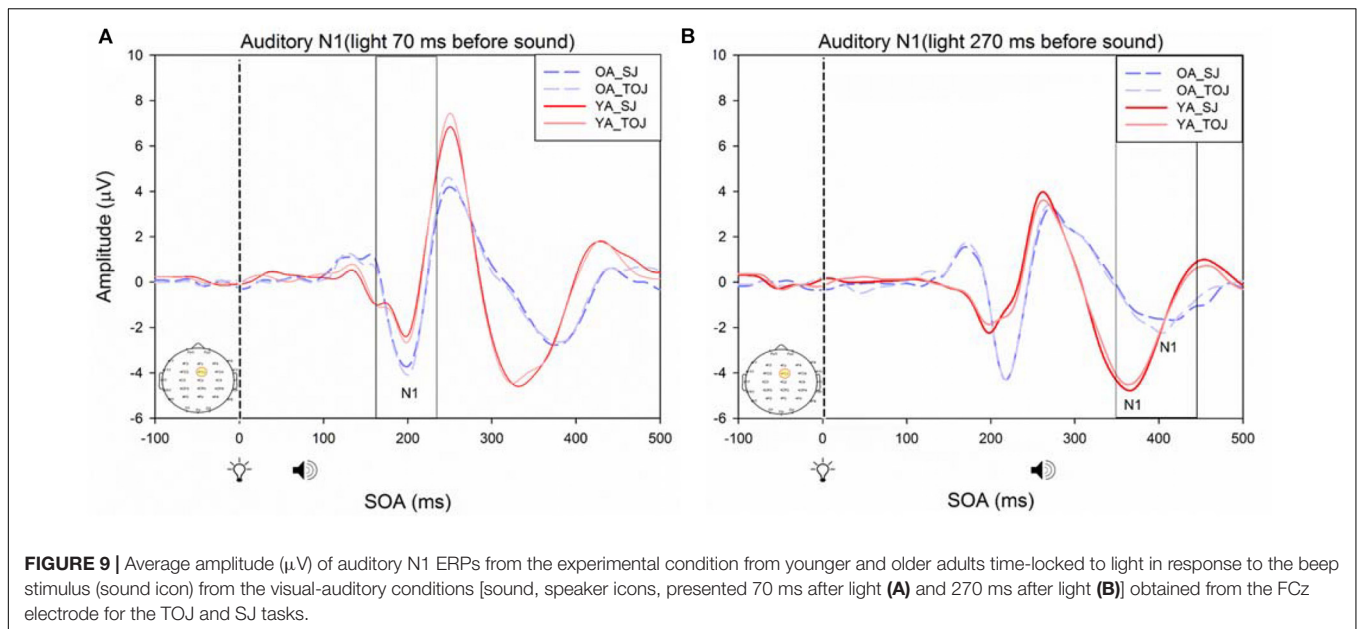 A
Auditory N1(light 70 ms before sound)
10
8
6
4
2
0
-2
-4
-6
Amplitude (µV)
OA_SJ
OA_TOJ
YA_SJ
YA_TOJ
N1
-100 0 100 200 300 400 500
SOA (ms)
B
Auditory N1(light 270 ms before sound)
10
8
6
4
2
0
-2
-4
-6
OA_SJ
OA_TOJ
YA_SJ
YA_TOJ
N1
N1
-100 0 100 200 300 400 500
SOA (ms)
FIGURE 9 | Average amplitude (µV) of auditory N1 ERPs from the experimental condition from younger and older adults time-locked to light in response to the beep
stimulus (sound icon) from the visual-auditory conditions [sound, speaker icons, presented 70 ms after light (A) and 270 ms after light (B)] obtained from the FCz
electrode for the TOJ and SJ tasks.